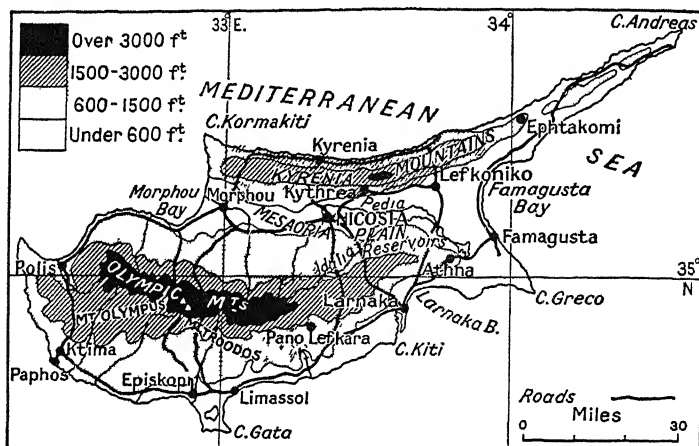 Over 3000 ft
1500-3000 ft
600-1500 ft
Under 600 ft.
33 E.
34
C. Andreas
MEDITERRANEAN
SEA
C. Kormakiti
Kyrenia
Ephtakomi
KYRENIA MOUNTAINS
Lefkoniko
Kythrea
Morphou Bay
Morphou
MESAORIA PLAIN
NICOSIA
Pedia
Famagusta Bay
Reservoirs
Famagusta
Athna
Polis
35°
N
OLYMPIC MTS
MT OLYMPUS
TROODOS
Larnaka
Larnaka B.
C. Greco
Pano Lefkara
C. Kiti
Ktima
Paphos
Episkopi
Limassol
C. Gata
Roads
Miles
0
30